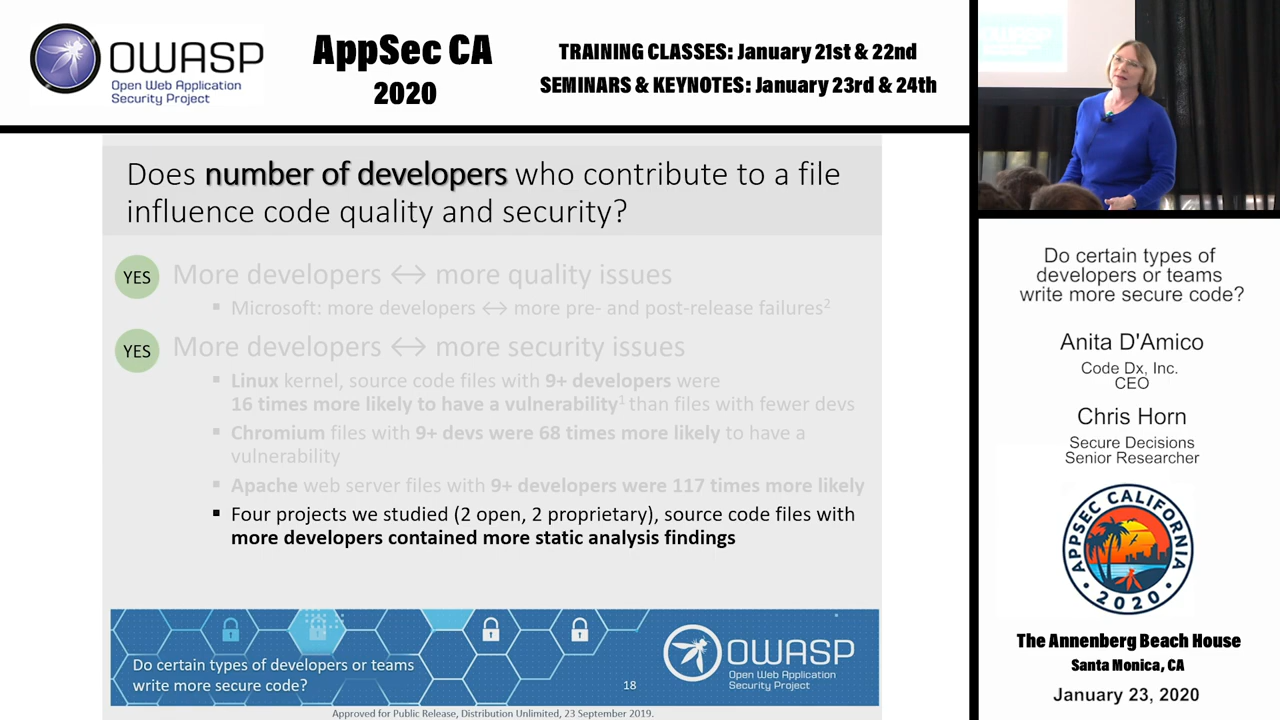 OWASP
Open Web Application
Security Project
AppSec CA
2020
TRAINING CLASSES: January 21st & 22nd
SEMINARS & KEYNOTES: January 23rd & 24th
Does number of developers who contribute to a file
influence code quality and security?
YES
More developers ↔ more quality issues
▪ Microsoft: more developers ↔ more pre- and post-release failures²
YES
More developers ↔ more security issues
▪ Linux kernel, source code files with 9+ developers were
16 times more likely to have a vulnerability¹ than files with fewer devs
▪ Chromium files with 9+ devs were 68 times more likely to have a
vulnerability
▪ Apache web server files with 9+ developers were 117 times more likely
▪ Four projects we studied (2 open, 2 proprietary), source code files with
more developers contained more static analysis findings
Do certain types of developers or teams
write more secure code?
18
OWASP
Open Web Application
Security Project
Approved for Public Release, Distribution Unlimited, 23 September 2019.
Do certain types of
developers or teams
write more secure code?
Anita D'Amico
Code Dx, Inc.
CEO
Chris Horn
Secure Decisions
Senior Researcher
APPSEC CALIFORNIA
2020
The Annenberg Beach House
Santa Monica, CA
January 23, 2020